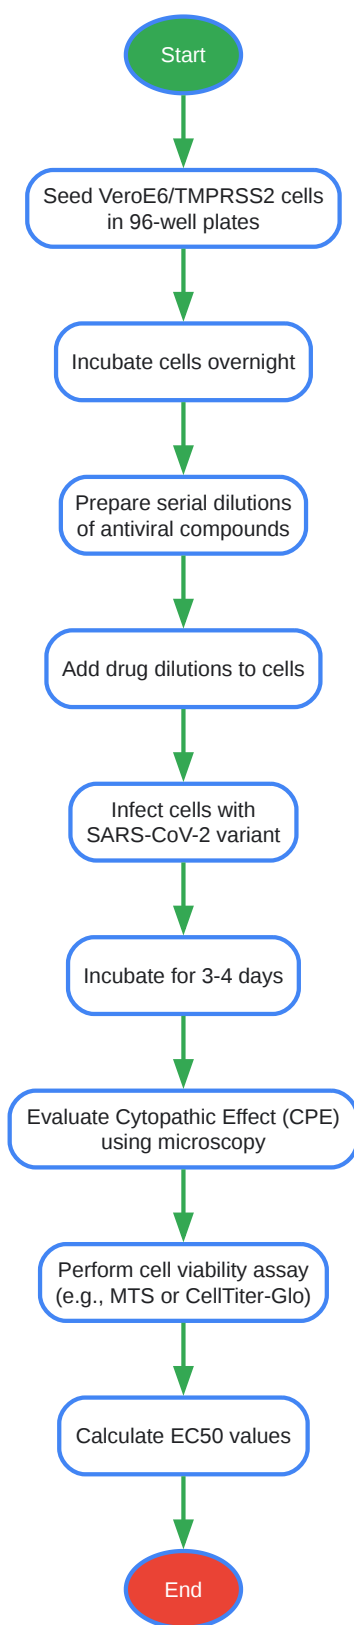 Start
Seed VeroE6/TMPRSS2 cells
in 96-well plates
Incubate cells overnight
Prepare serial dilutions
of antiviral compounds
Add drug dilutions to cells
Infect cells with
SARS-CoV-2 variant
Incubate for 3-4 days
Evaluate Cytopathic Effect (CPE)
using microscopy
Perform cell viability assay
(e.g., MTS or CellTiter-Glo)
Calculate EC50 values
End